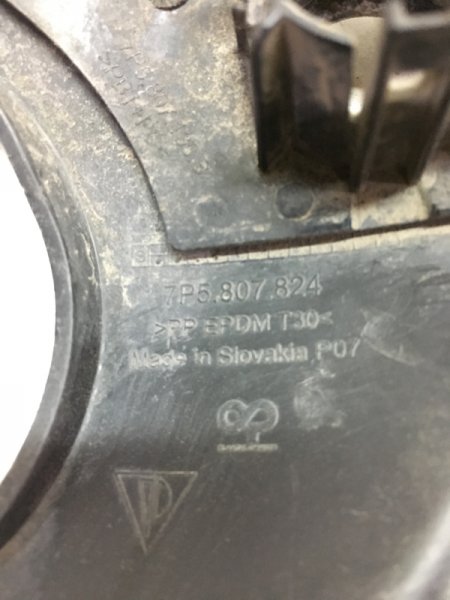 7P5.807.824
>PP EPDM T30<
Made in Slovakia P07